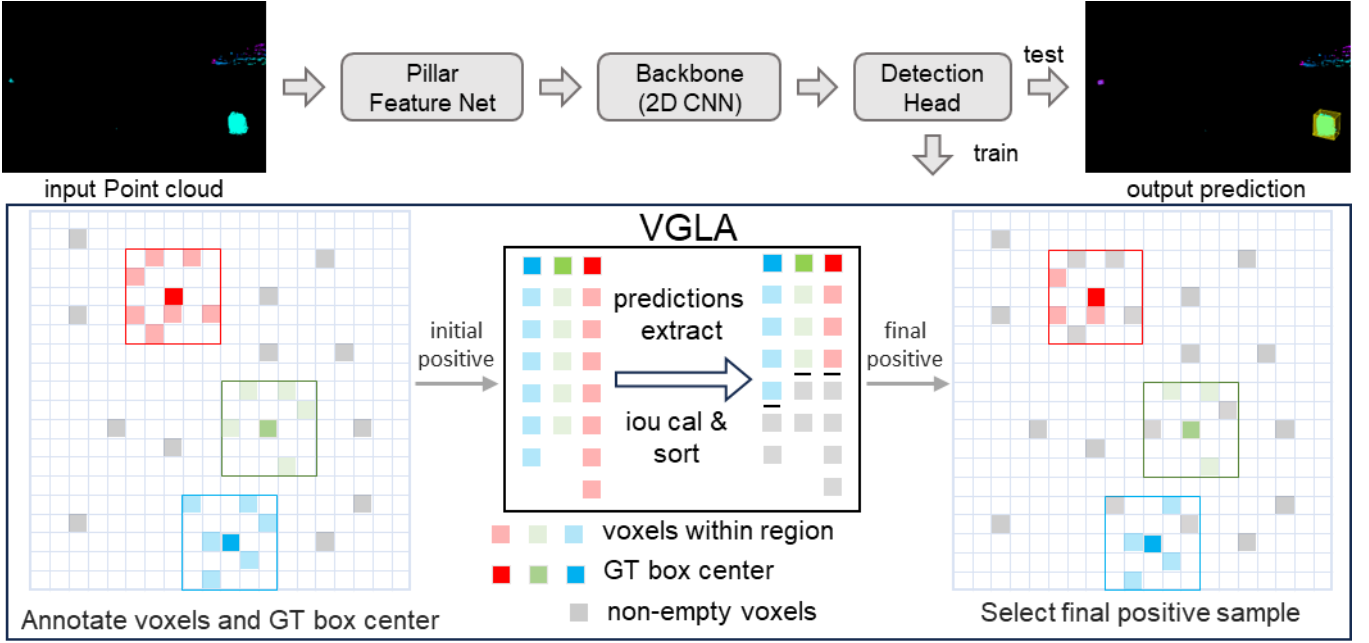 Pillar
Feature Net
Backbone
(2D CNN)
Detection
Head
test
train
input Point cloud
output prediction
VGLA
initial
positive
predictions
extract
iou cal &
sort
final
positive
voxels within region
GT box center
non-empty voxels
Annotate voxels and GT box center
Select final positive sample